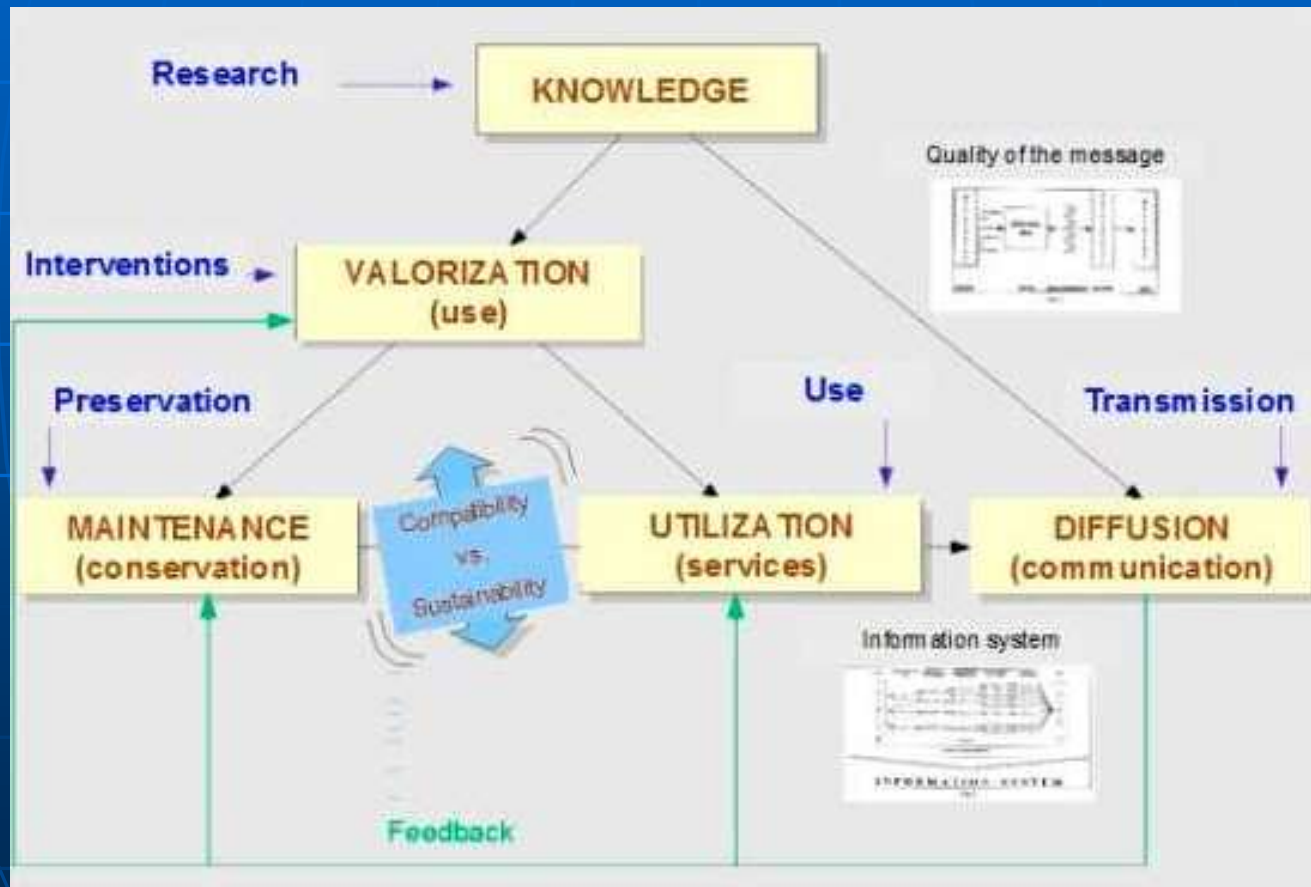 Research
KNOWLEDGE
Quality of the message
Interventions
VALORIZATION
(use)
Preservation
Use
Transmission
MAINTENANCE
(conservation)
Compatibility
vs.
Sustainability
UTILIZATION
(services)
DIFFUSION
(communication)
Information system
INFORMATION SYSTEM
Feedback